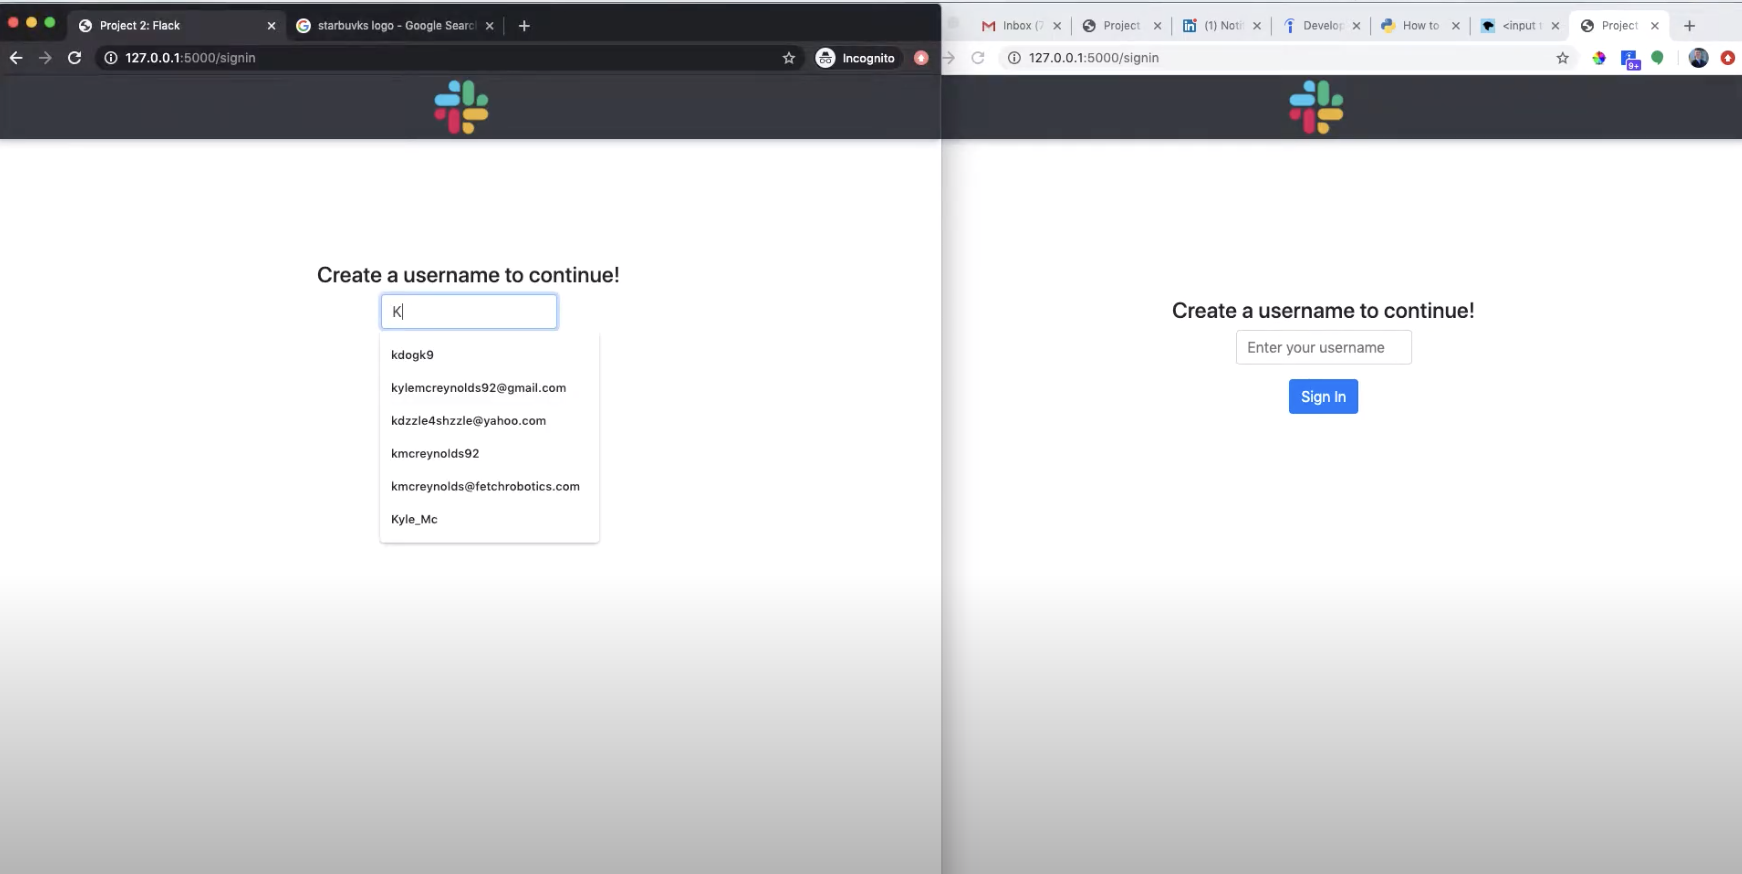 Project 2: Flack
starbuvks logo - Google Searc
127.0.0.1:5000/signin
Incognito
Create a username to continue!
K
kdogk9
kylemcreynolds92@gmail.com
kdzzle4shzzle@yahoo.com
kmcreynolds92
kmcreynolds@fetchrobotics.com
Kyle_Mc
Inbox (7
Project
(1) Noti
Develop
How to
<input t
Project
127.0.0.1:5000/signin
9+
Create a username to continue!
Enter your username
Sign In